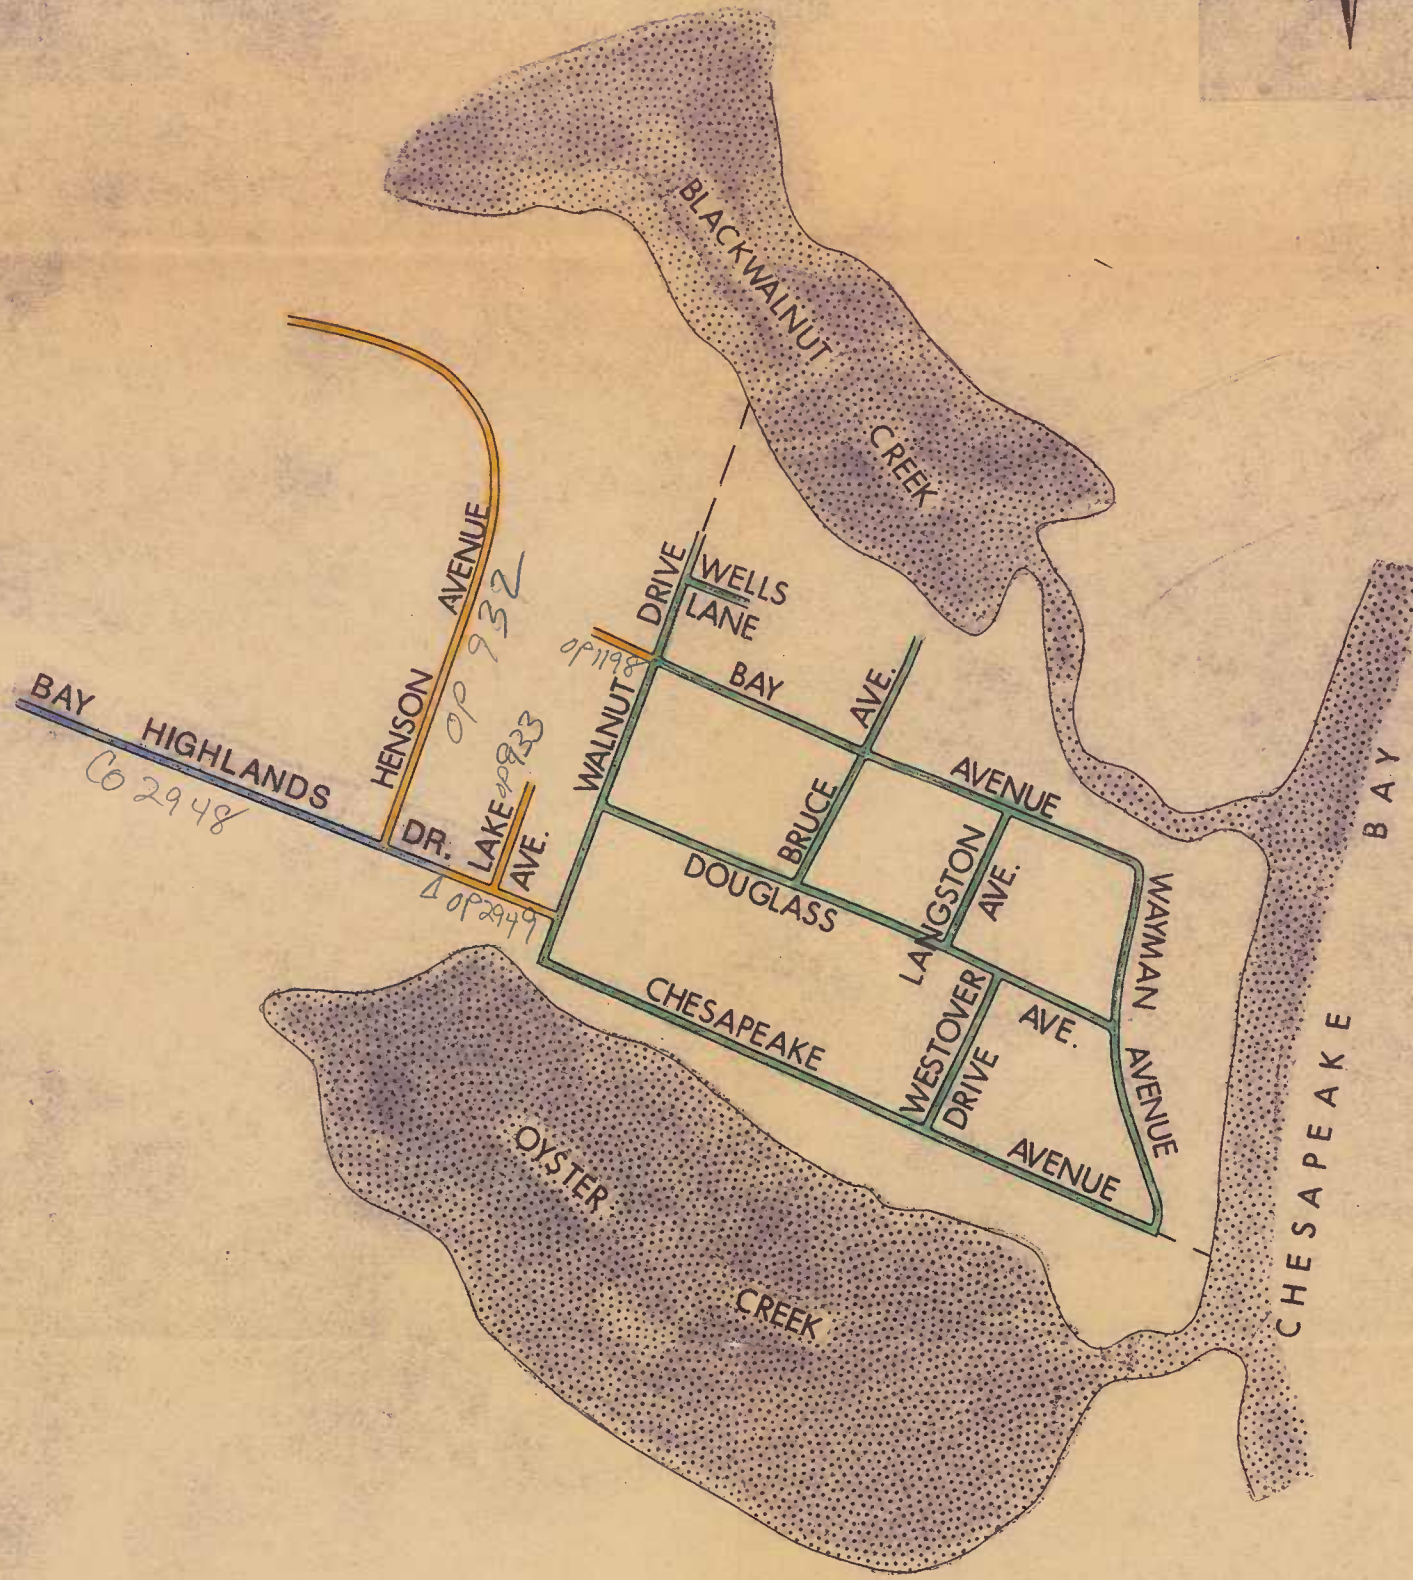 BLACKWALNUT
CREEK
HENSON AVENUE
OP 932
WALNUT DRIVE
WELLS
LANE
OP1198
BAY AVENUE
BRUCE AVE.
BAY HIGHLANDS DR.
CO 2948
LAKE
AVE.
OP933
OP2949
DOUGLASS AVE.
LANGSTON
AVE.
WAYMAN AVENUE
WESTOVER
DRIVE
CHESAPEAKE AVENUE
OYSTER
CREEK
CHESAPEAKE BAY